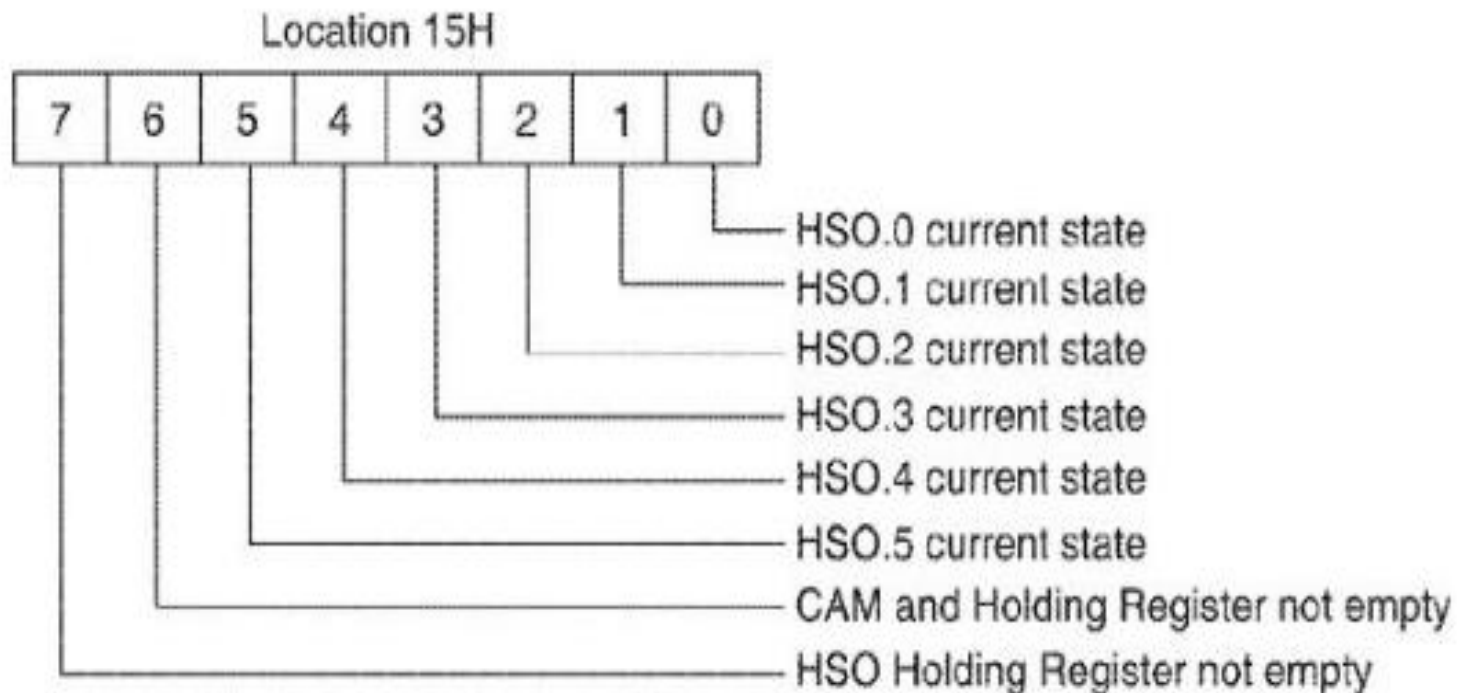 Location 15H
7 6 5 4 3 2 1 0
HSO.0 current state
HSO.1 current state
HSO.2 current state
HSO.3 current state
HSO.4 current state
HSO.5 current state
CAM and Holding Register not empty
HSO Holding Register not empty